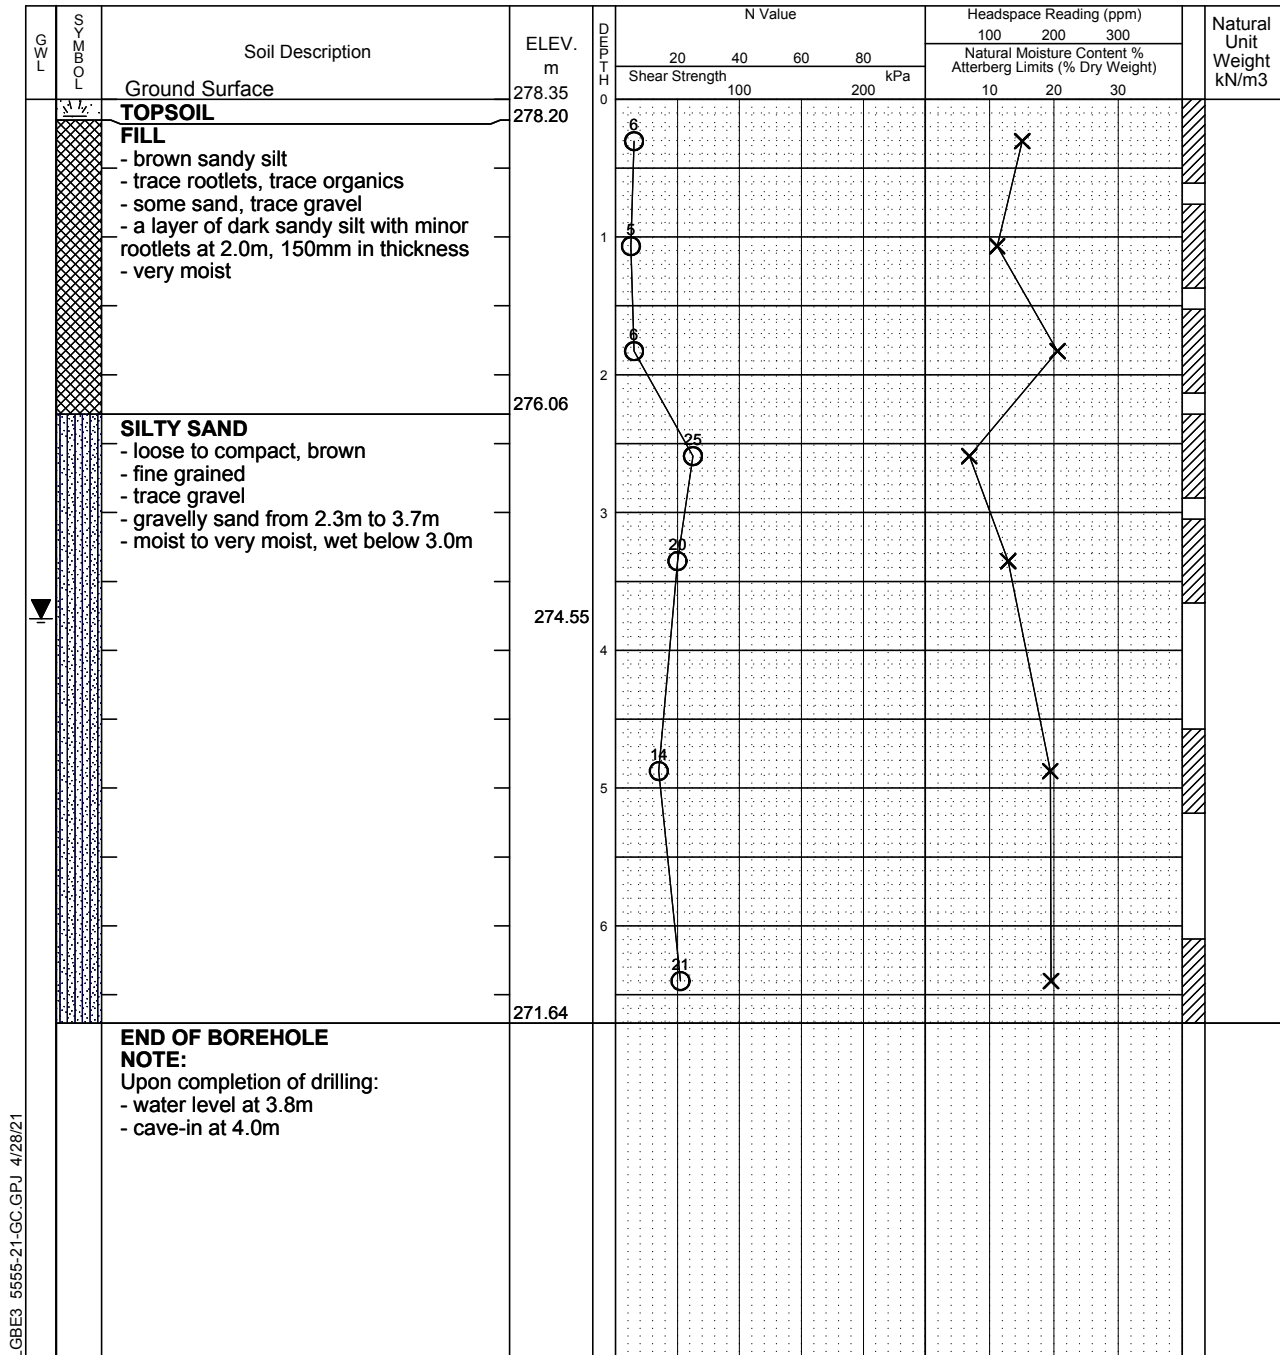 GWL
SYMBOL
Soil Description
Ground Surface
ELEV.
m
278.35
DEPTH
N Value
20 40 60 80
Shear Strength kPa
100 200
Headspace Reading (ppm)
100 200 300
Natural Moisture Content %
Atterberg Limits (% Dry Weight)
10 20 30
Natural
Unit
Weight
kN/m3
0
TOPSOIL
278.20
FILL
- brown sandy silt
- trace rootlets, trace organics
- some sand, trace gravel
- a layer of dark sandy silt with minor
rootlets at 2.0m, 150mm in thickness
- very moist
6
5
1
6
2
276.06
SILTY SAND
- loose to compact, brown
- fine grained
- trace gravel
- gravelly sand from 2.3m to 3.7m
- moist to very moist, wet below 3.0m
25
3
20
274.55
4
14
5
6
21
271.64
END OF BOREHOLE
NOTE:
Upon completion of drilling:
- water level at 3.8m
- cave-in at 4.0m
GBE3 5555-21-GC.GPJ 4/28/21